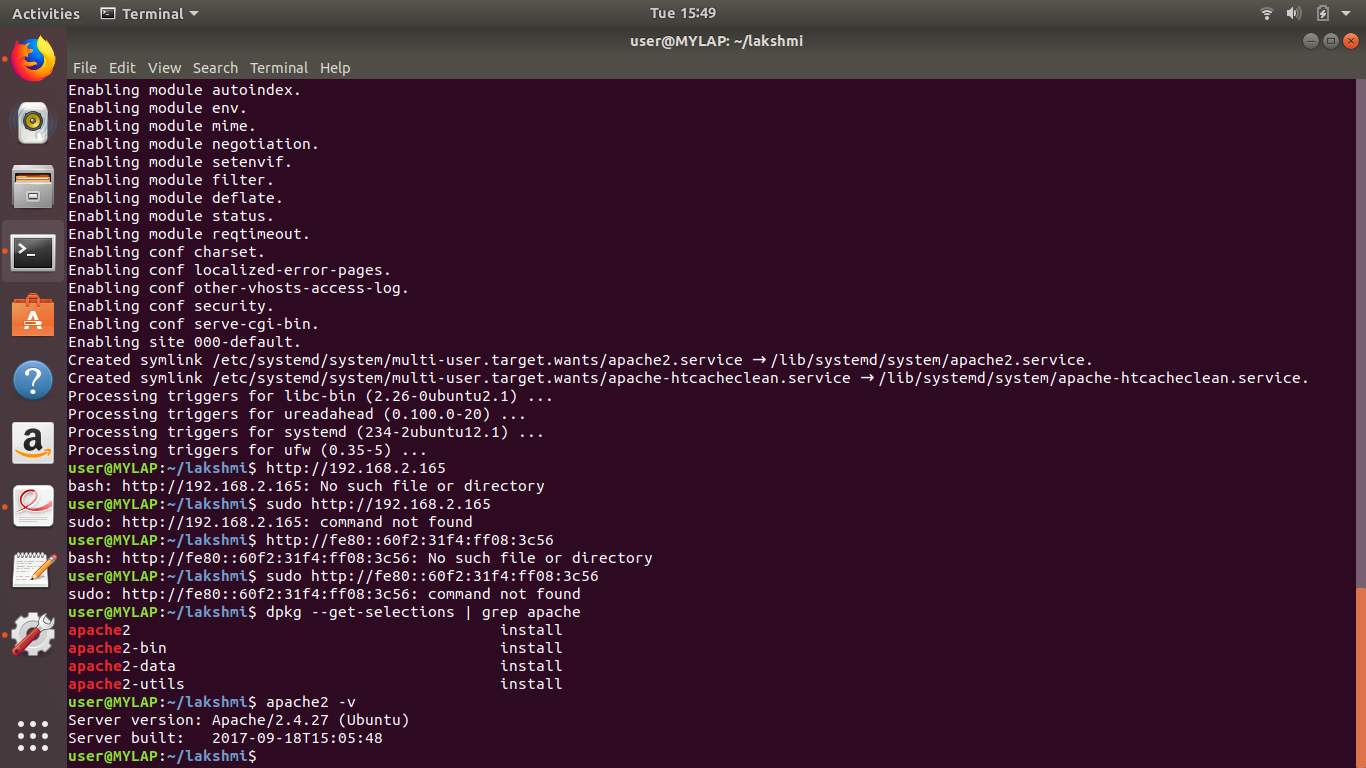 Activities Terminal Tue 15:49
user@MYLAP: ~/lakshmi
File Edit View Search Terminal Help
Enabling module autoindex.
Enabling module env.
Enabling module mime.
Enabling module negotiation.
Enabling module setenvif.
Enabling module filter.
Enabling module deflate.
Enabling module status.
Enabling module reqtimeout.
Enabling conf charset.
Enabling conf localized-error-pages.
Enabling conf other-vhosts-access-log.
Enabling conf security.
Enabling conf serve-cgi-bin.
Enabling site 000-default.
Created symlink /etc/systemd/system/multi-user.target.wants/apache2.service → /lib/systemd/system/apache2.service.
Created symlink /etc/systemd/system/multi-user.target.wants/apache-htcacheclean.service → /lib/systemd/system/apache-htcacheclean.service.
Processing triggers for libc-bin (2.26-0ubuntu2.1) ...
Processing triggers for ureadahead (0.100.0-20) ...
Processing triggers for systemd (234-2ubuntu12.1) ...
Processing triggers for ufw (0.35-5) ...
user@MYLAP:~/lakshmi$ http://192.168.2.165
bash: http://192.168.2.165: No such file or directory
user@MYLAP:~/lakshmi$ sudo http://192.168.2.165
sudo: http://192.168.2.165: command not found
user@MYLAP:~/lakshmi$ http://fe80::60f2:31f4:ff08:3c56
bash: http://fe80::60f2:31f4:ff08:3c56: No such file or directory
user@MYLAP:~/lakshmi$ sudo http://fe80::60f2:31f4:ff08:3c56
sudo: http://fe80::60f2:31f4:ff08:3c56: command not found
user@MYLAP:~/lakshmi$ dpkg --get-selections | grep apache
apache2 install
apache2-bin install
apache2-data install
apache2-utils install
user@MYLAP:~/lakshmi$ apache2 -v
Server version: Apache/2.4.27 (Ubuntu)
Server built: 2017-09-18T15:05:48
user@MYLAP:~/lakshmi$